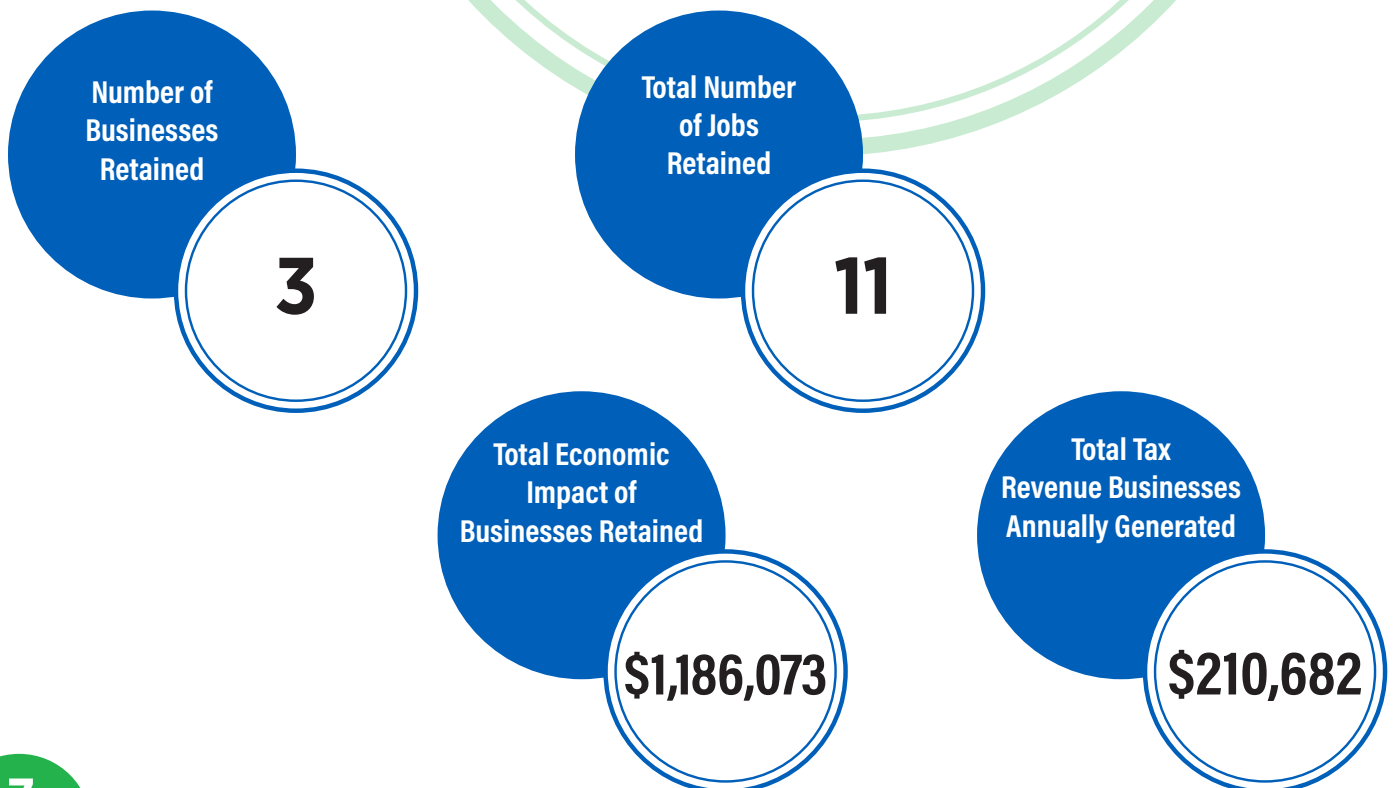 Number of
Businesses
Retained
3
Total Number
of Jobs
Retained
11
Total Economic
Impact of
Businesses Retained
$1,186,073
Total Tax
Revenue Businesses
Annually Generated
$210,682